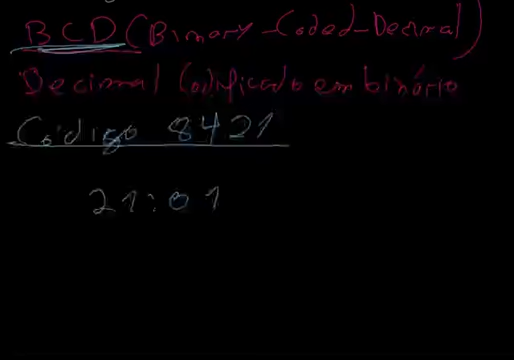 BCD (Binary-Coded-Decimal)
Decimal Codificado em binário
Código 8421
21:01